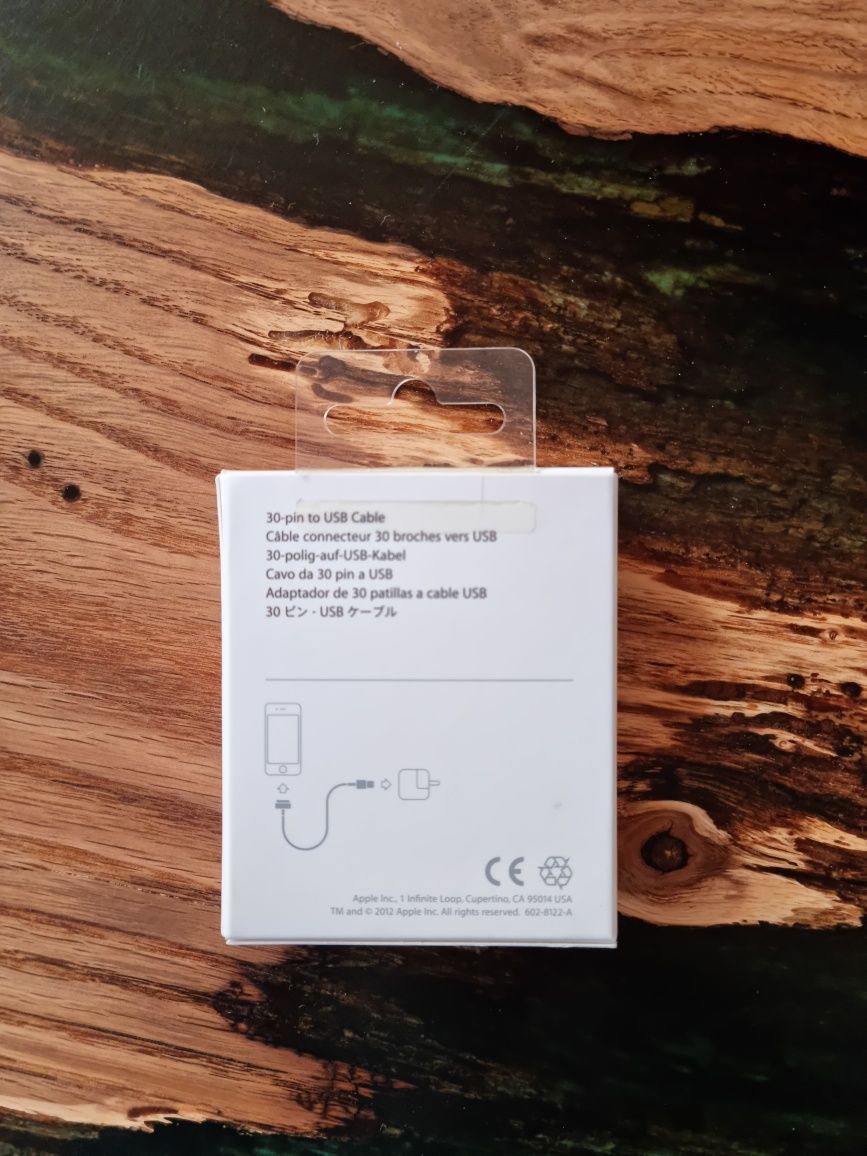 30-pin to USB Cable
Câble connecteur 30 broches vers USB
30-polig-auf-USB-Kabel
Cavo da 30 pin a USB
Adaptador de 30 patillas a cable USB
30 ピン - USB ケーブル
CE
Apple Inc., 1 Infinite Loop, Cupertino, CA 95014 USA
TM and © 2012 Apple Inc. All rights reserved. 602-8122-A